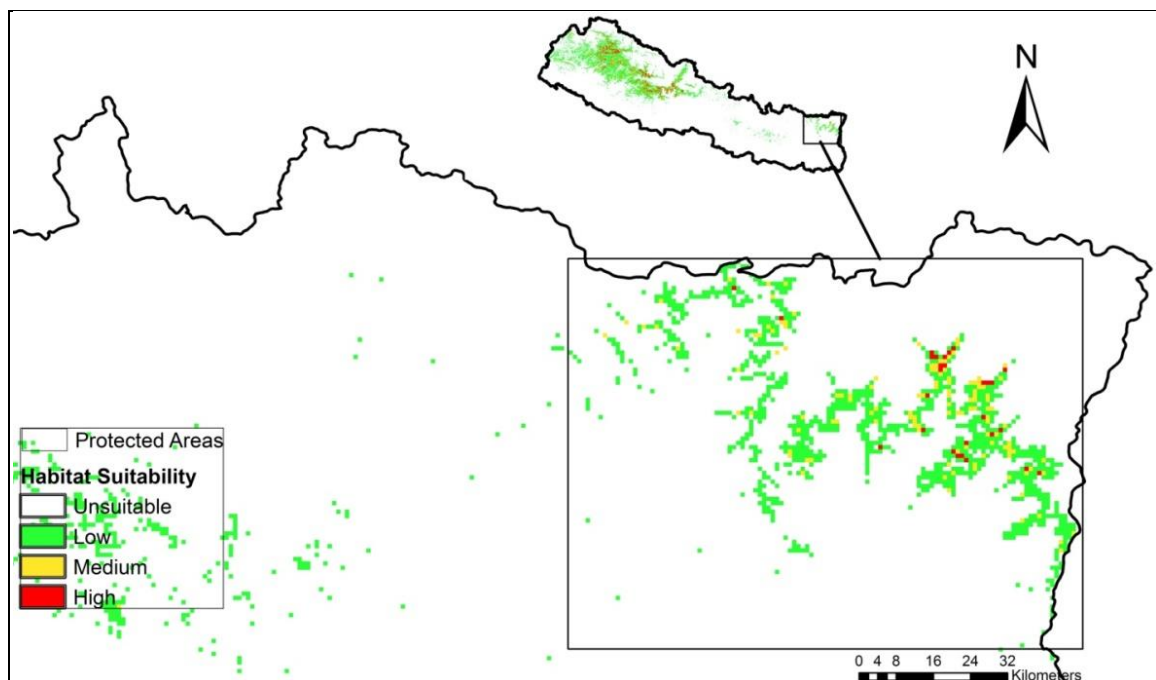 N
Protected Areas
Habitat Suitability
Unsuitable
Low
Medium
High
0 4 8 16 24 32
Kilometers